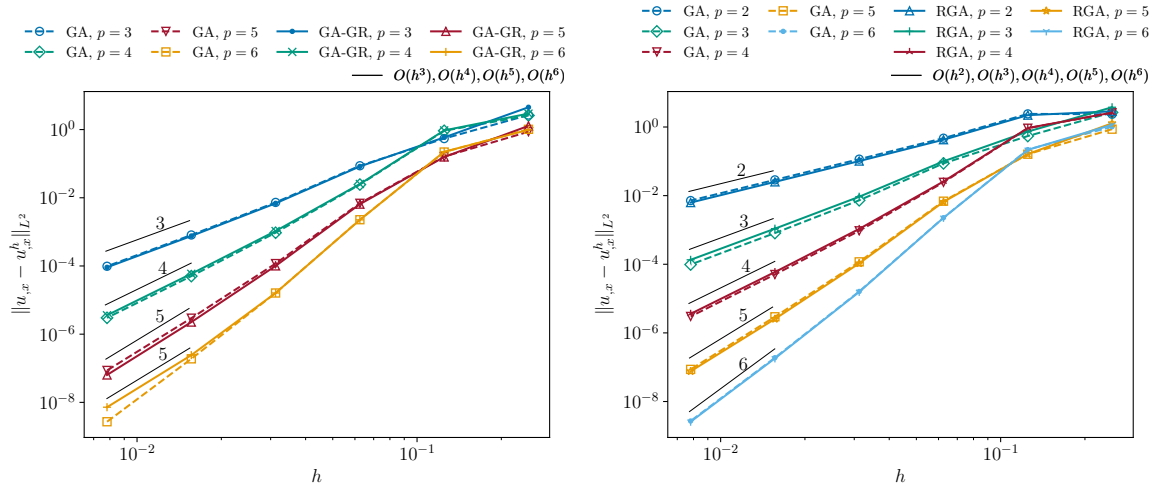 GA, p = 3
GA, p = 5
GA-GR, p = 3
GA-GR, p = 5
GA, p = 4
GA, p = 6
GA-GR, p = 4
GA-GR, p = 6
O(h³), O(h⁴), O(h⁵), O(h⁶)
10⁰
10⁻²
10⁻⁴
10⁻⁶
10⁻⁸
‖u,ₓ − uʰ,ₓ‖L²
3
4
5
5
10⁻²
10⁻¹
h
GA, p = 2
GA, p = 5
RGA, p = 2
RGA, p = 5
GA, p = 3
GA, p = 6
RGA, p = 3
RGA, p = 6
GA, p = 4
RGA, p = 4
O(h²), O(h³), O(h⁴), O(h⁵), O(h⁶)
10⁰
10⁻²
10⁻⁴
10⁻⁶
10⁻⁸
‖u,ₓ − uʰ,ₓ‖L²
2
3
4
5
6
10⁻²
10⁻¹
h